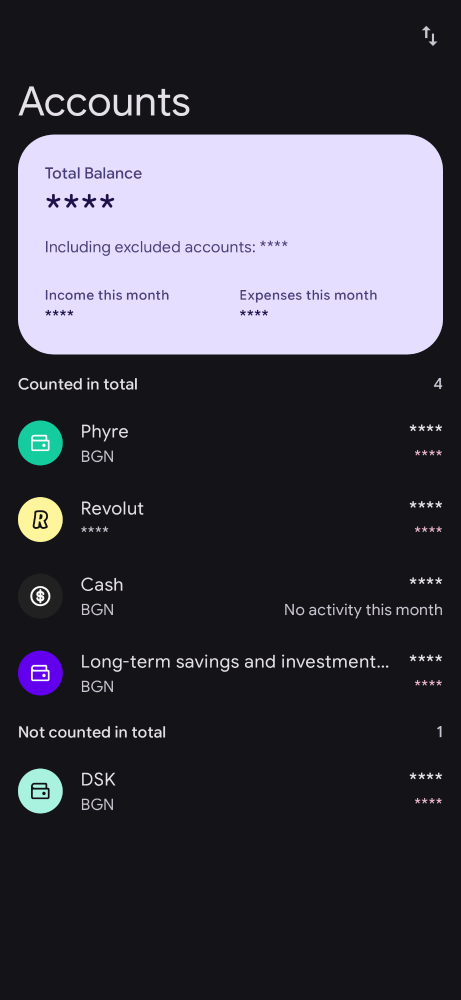 Accounts
Total Balance
****
Including excluded accounts: ****
Income this month
****
Expenses this month
****
Counted in total
4
Phyre
****
BGN
****
R
Revolut
****
****
****
Cash
****
BGN
No activity this month
Long-term savings and investment...
****
BGN
****
Not counted in total
1
DSK
****
BGN
****